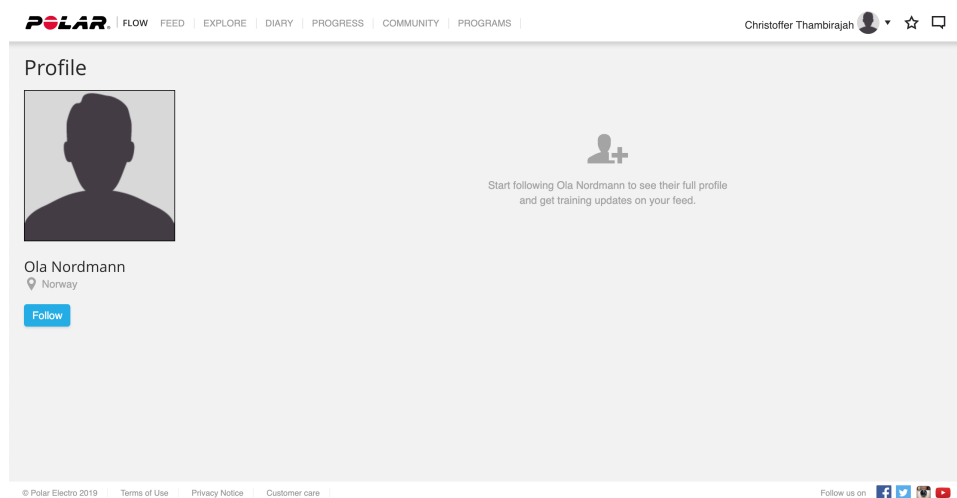 POLAR. FLOW FEED EXPLORE DIARY PROGRESS COMMUNITY PROGRAMS Christoffer Thambirajah
Profile
Start following Ola Nordmann to see their full profile
and get training updates on your feed.
Ola Nordmann
Norway
Follow
© Polar Electro 2019 Terms of Use Privacy Notice Customer care Follow us on